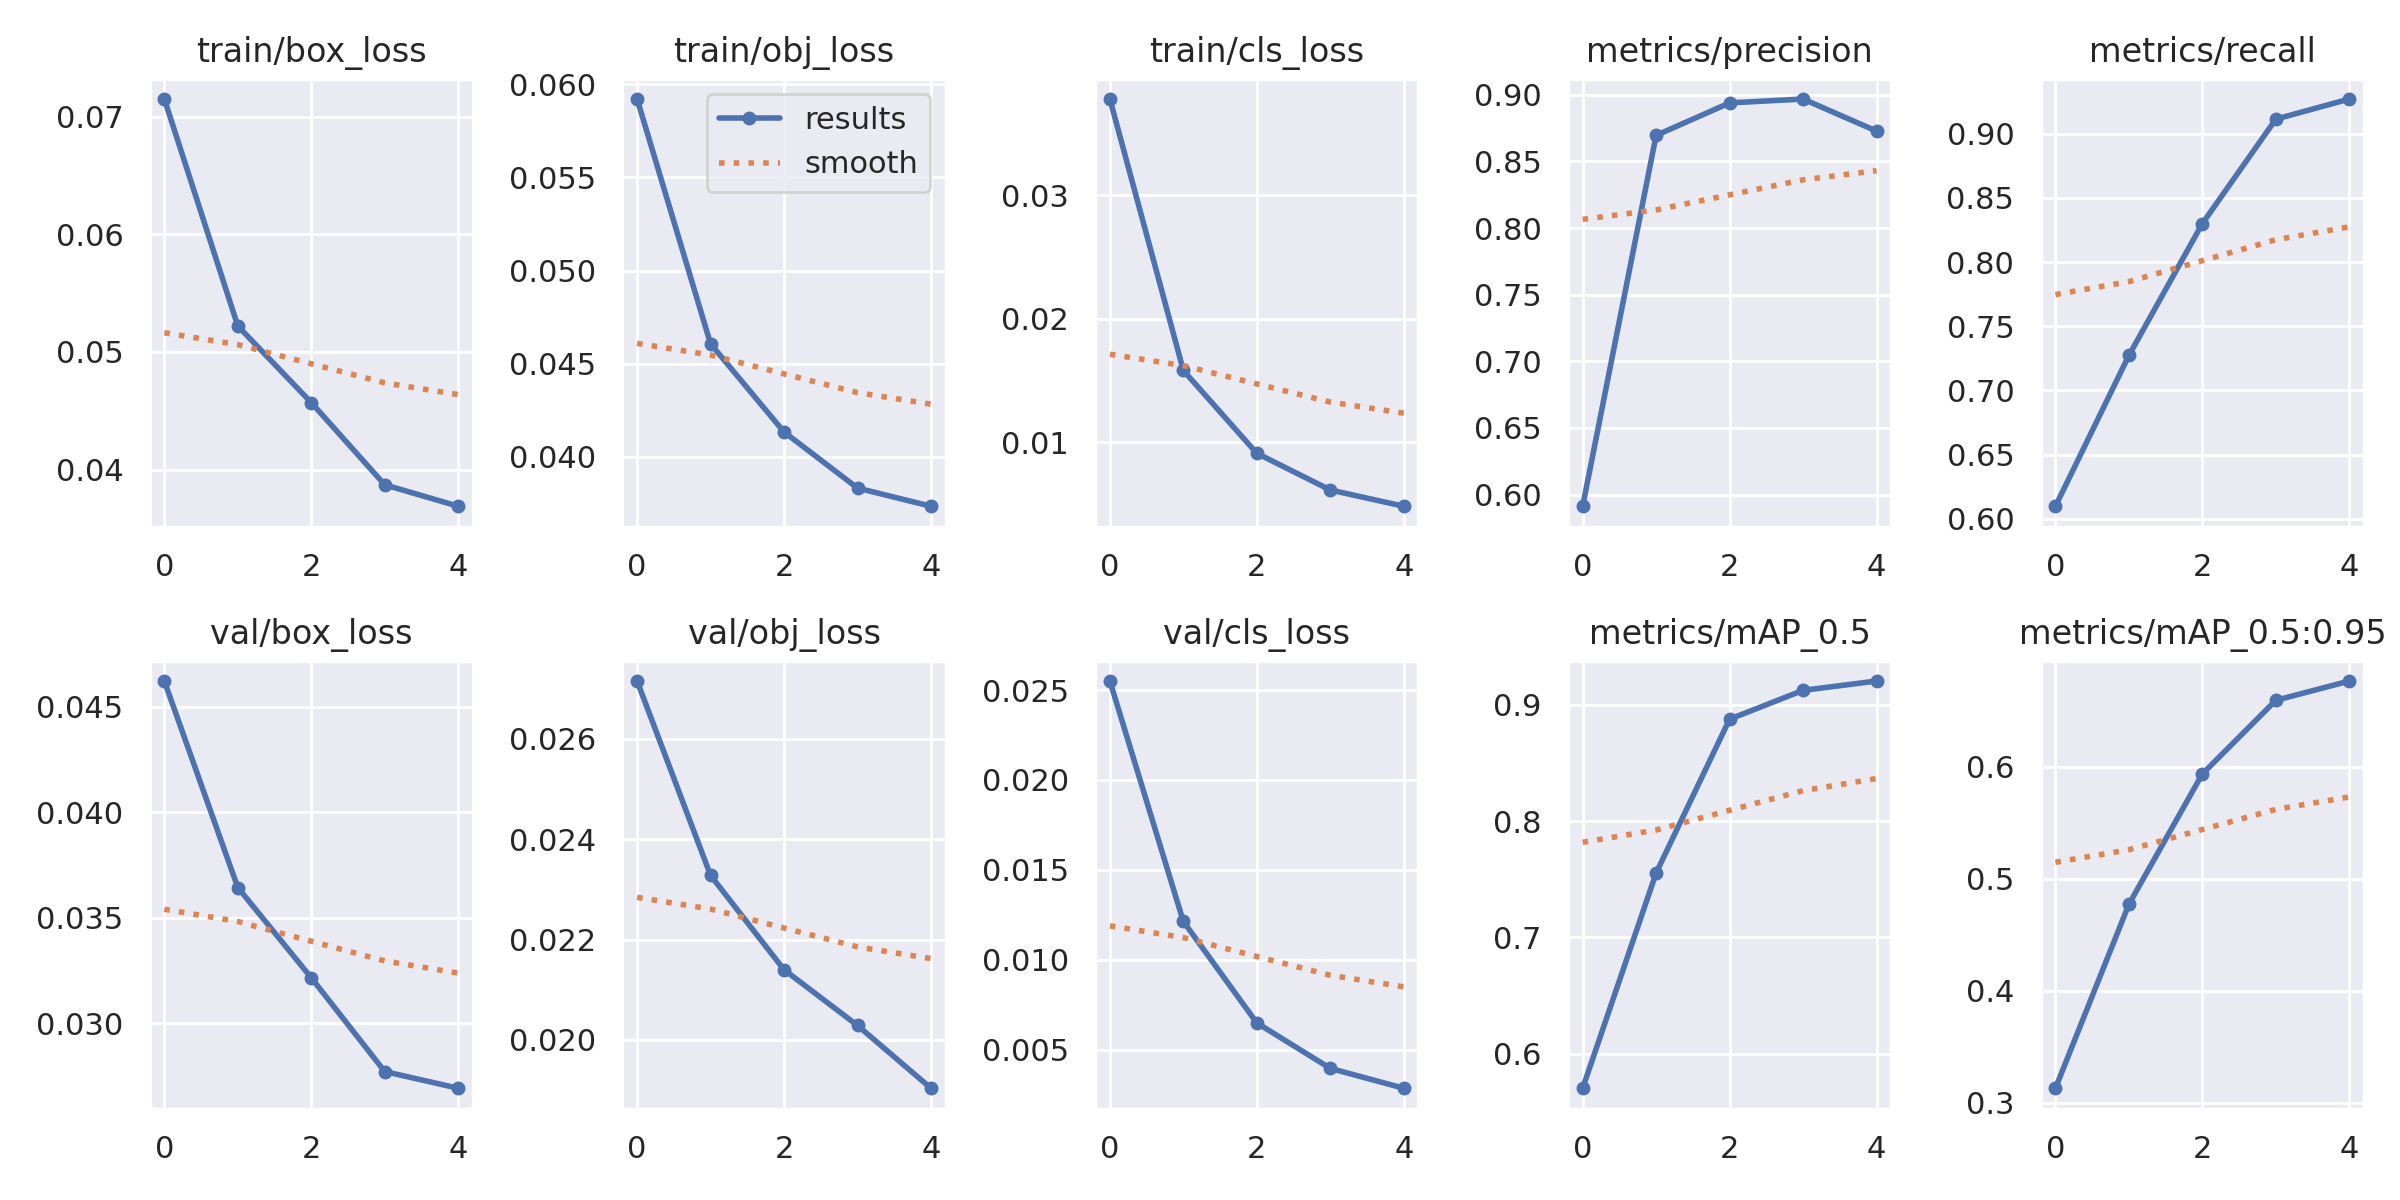 train/box_loss
0.07
0.06
0.05
0.04
0 2 4
train/obj_loss
0.060
0.055
0.050
0.045
0.040
results
smooth
0 2 4
train/cls_loss
0.03
0.02
0.01
0 2 4
metrics/precision
0.90
0.85
0.80
0.75
0.70
0.65
0.60
0 2 4
metrics/recall
0.90
0.85
0.80
0.75
0.70
0.65
0.60
0 2 4
val/box_loss
0.045
0.040
0.035
0.030
0 2 4
val/obj_loss
0.026
0.024
0.022
0.020
0 2 4
val/cls_loss
0.025
0.020
0.015
0.010
0.005
0 2 4
metrics/mAP_0.5
0.9
0.8
0.7
0.6
0 2 4
metrics/mAP_0.5:0.95
0.6
0.5
0.4
0.3
0 2 4